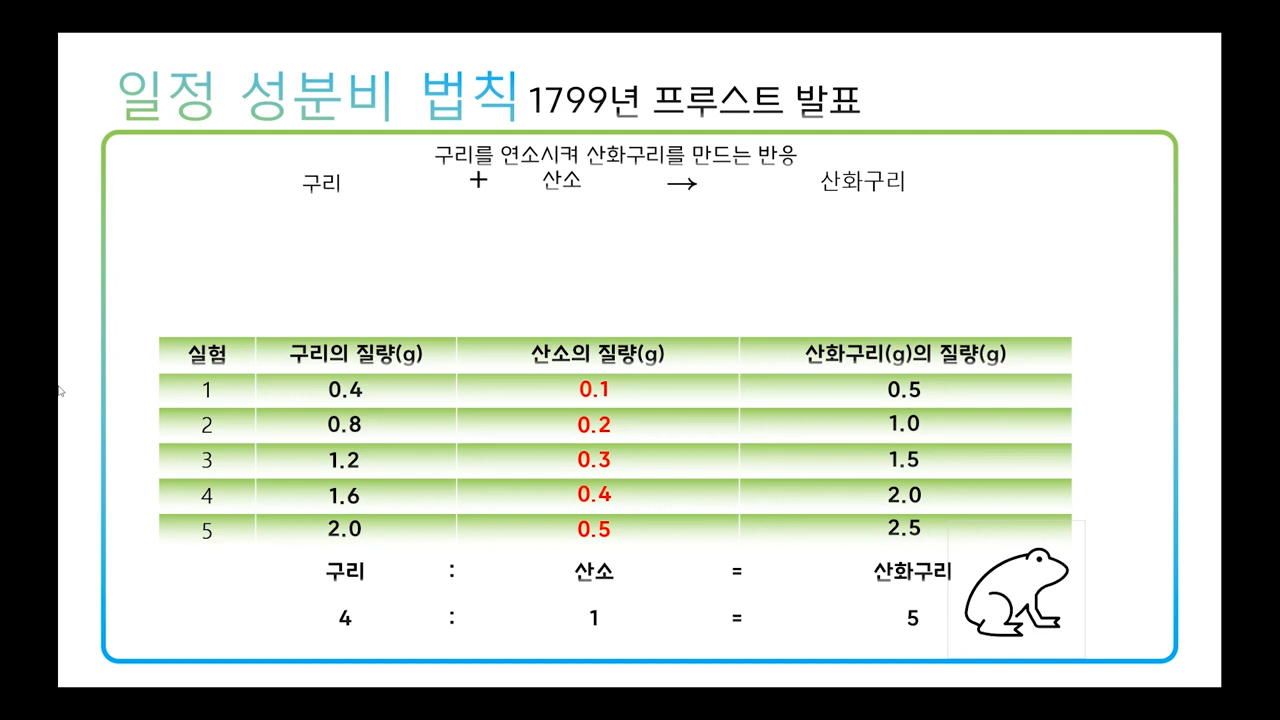 일정 성분비 법칙 1799년 프루스트 발표
구리를 연소시켜 산화구리를 만드는 반응
구리 + 산소 → 산화구리
실험 구리의 질량(g) 산소의 질량(g) 산화구리(g)의 질량(g)
1 0.4 0.1 0.5
2 0.8 0.2 1.0
3 1.2 0.3 1.5
4 1.6 0.4 2.0
5 2.0 0.5 2.5
구리 : 산소 = 산화구리
4 : 1 = 5